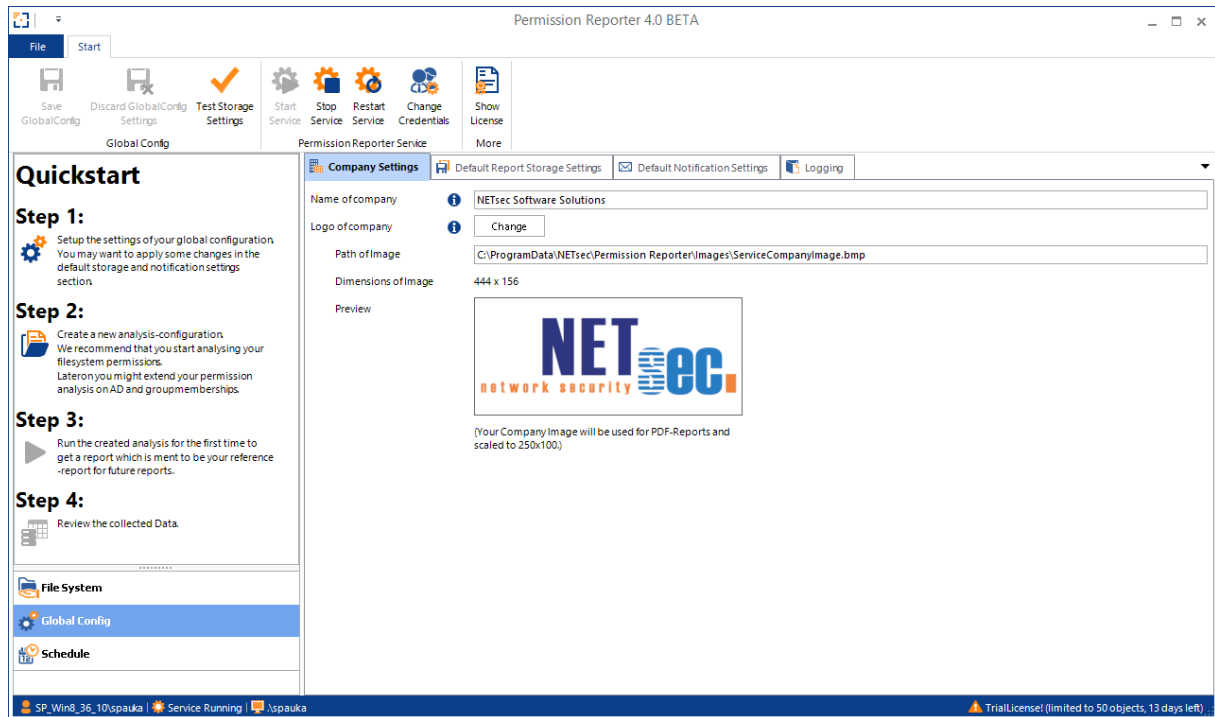 Permission Reporter 4.0 BETA
File
Start
Save GlobalConfig
Discard GlobalConfig Settings
Test Storage Settings
Global Config
Start Service
Stop Service
Restart Service
Change Credentials
Permission Reporter Service
Show License
More
Quickstart
Step 1:
Setup the settings of your global configuration.
You may want to apply some changes in the
default storage and notification settings
section.
Step 2:
Create a new analysis-configuration.
We recommend that you start analysing your
filesystem permissions.
Lateron you might extend your permission
analysis on AD and groupmemberships.
Step 3:
Run the created analysis for the first time to
get a report which is ment to be your reference
-report for future reports.
Step 4:
Review the collected Data.
File System
Global Config
Schedule
Company Settings
Default Report Storage Settings
Default Notification Settings
Logging
Name of company
NETsec Software Solutions
Logo of company
Change
Path of Image
C:\ProgramData\NETsec\Permission Reporter\Images\ServiceCompanyImage.bmp
Dimensions of Image
444 x 156
Preview
NETsec.
network security
(Your Company Image will be used for PDF-Reports and
scaled to 250x100.)
SP_Win8_36_10\spauka | Service Running | .\spauka
TrialLicense! (limited to 50 objects, 13 days left)